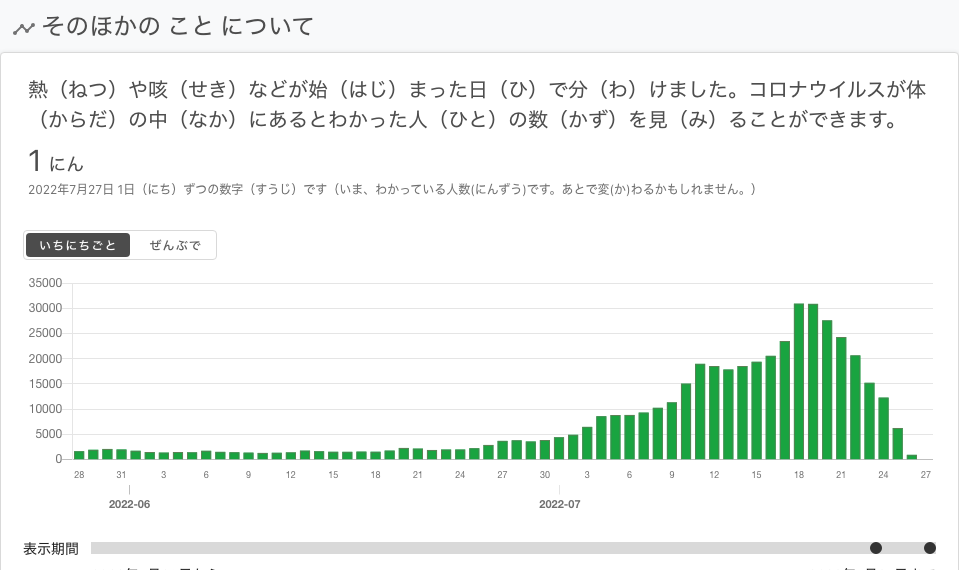 そのほかの こと について
熱（ねつ）や咳（せき）などが始（はじ）まった日（ひ）で分（わ）けました。コロナウイルスが体
（からだ）の中（なか）にあるとわかった人（ひと）の数（かず）を見（み）ることができます。
1 にん
2022年7月27日 1日（にち）ずつの数字（すうじ）です（いま、わかっている人数(にんずう)です。あとで変(か)わるかもしれません。）
いちにちごと ぜんぶで
35000
30000
25000
20000
15000
10000
5000
0
28 31 3 6 9 12 15 18 21 24 27 30 3 6 9 12 15 18 21 24 27
2022-06 2022-07
表示期間